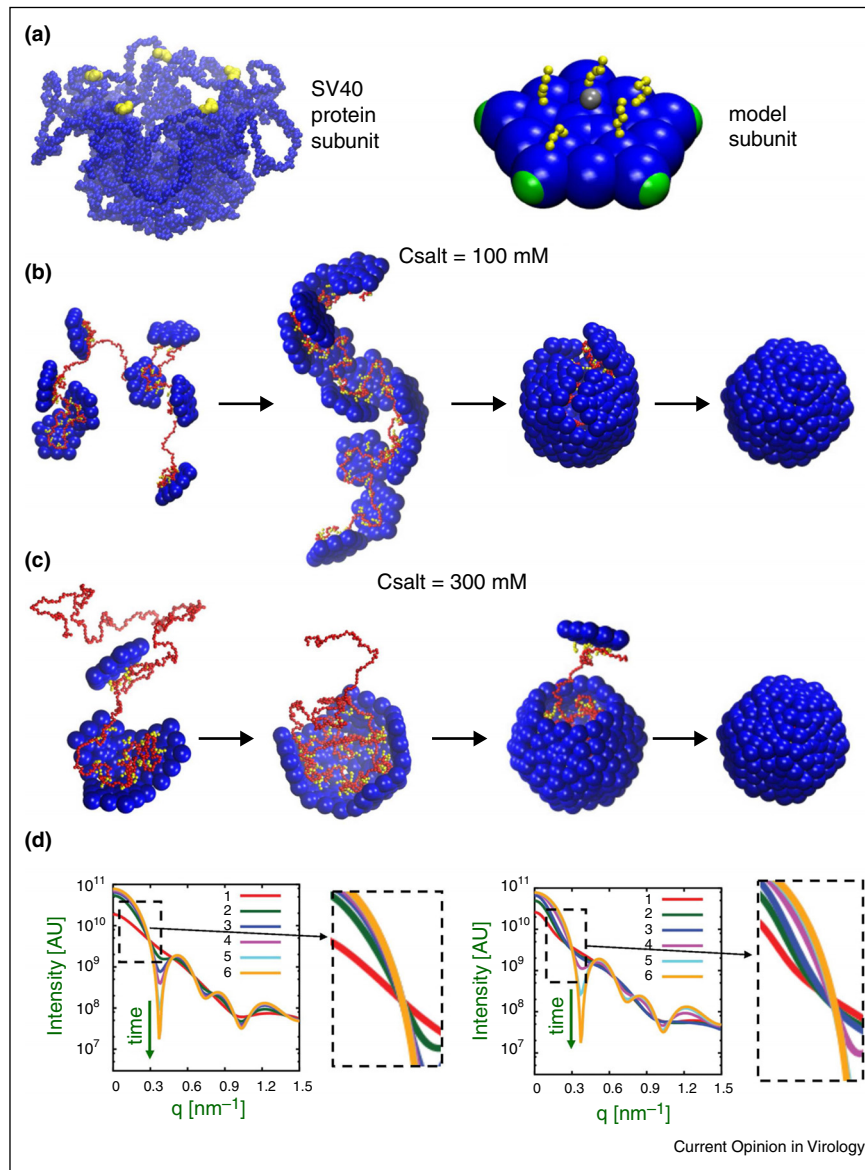 (a)
SV40
protein
subunit
model
subunit
Csalt = 100 mM
(b)
(c)
Csalt = 300 mM
(d)
10¹¹
10¹⁰
10⁹
10⁸
10⁷
Intensity [AU]
1
2
3
4
5
6
time
0
0.3
0.6
0.9
1.2
1.5
q [nm⁻¹]
10¹¹
10¹⁰
10⁹
10⁸
10⁷
Intensity [AU]
1
2
3
4
5
6
time
0
0.3
0.6
0.9
1.2
1.5
q [nm⁻¹]
Current Opinion in Virology